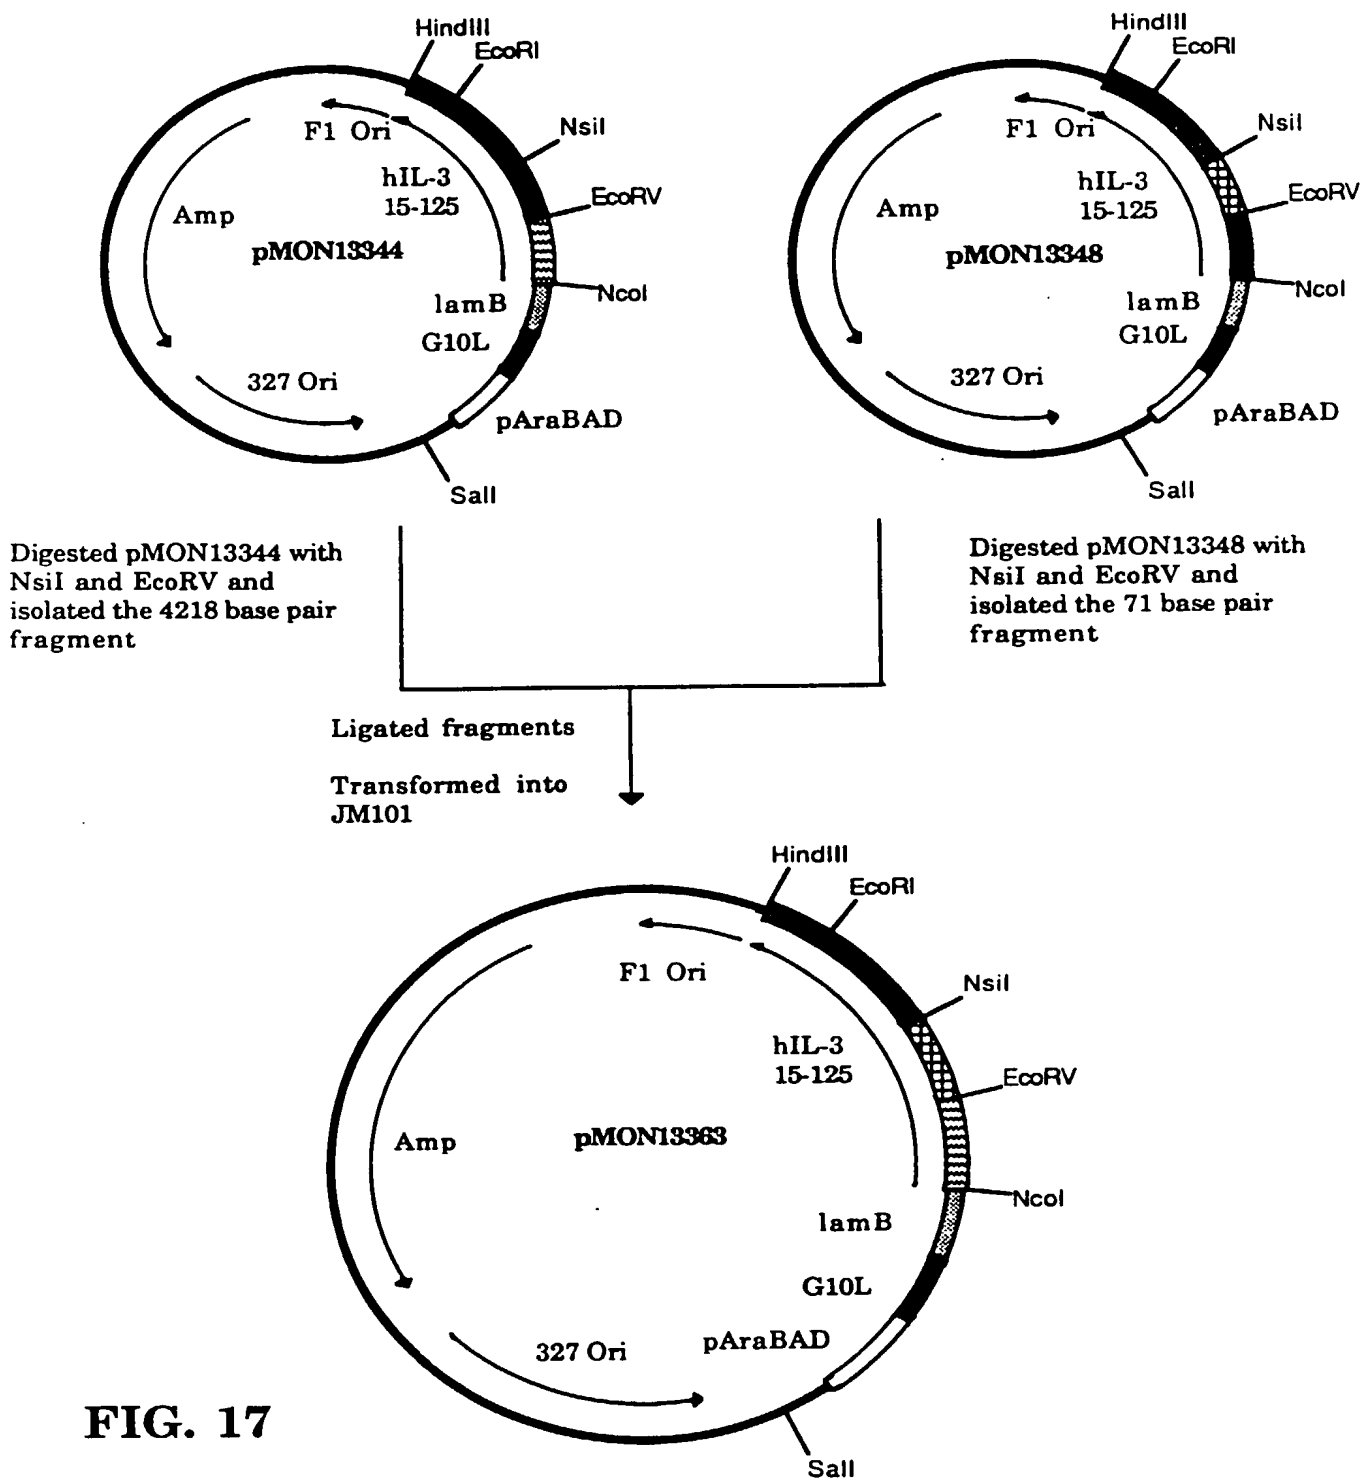 HindIII
EcoRI
NsiI
EcoRV
NcoI
F1 Ori
hIL-3
15-125
Amp
pMON13344
lamB
G10L
327 Ori
pAraBAD
SalI
HindIII
EcoRI
NsiI
EcoRV
NcoI
F1 Ori
hIL-3
15-125
Amp
pMON13348
lamB
G10L
327 Ori
pAraBAD
SalI
Digested pMON13344 with
NsiI and EcoRV and
isolated the 4218 base pair
fragment
Digested pMON13348 with
NsiI and EcoRV and
isolated the 71 base pair
fragment
Ligated fragments
Transformed into
JM101
HindIII
EcoRI
NsiI
EcoRV
NcoI
F1 Ori
hIL-3
15-125
Amp
pMON13363
lamB
G10L
pAraBAD
327 Ori
SalI
FIG. 17